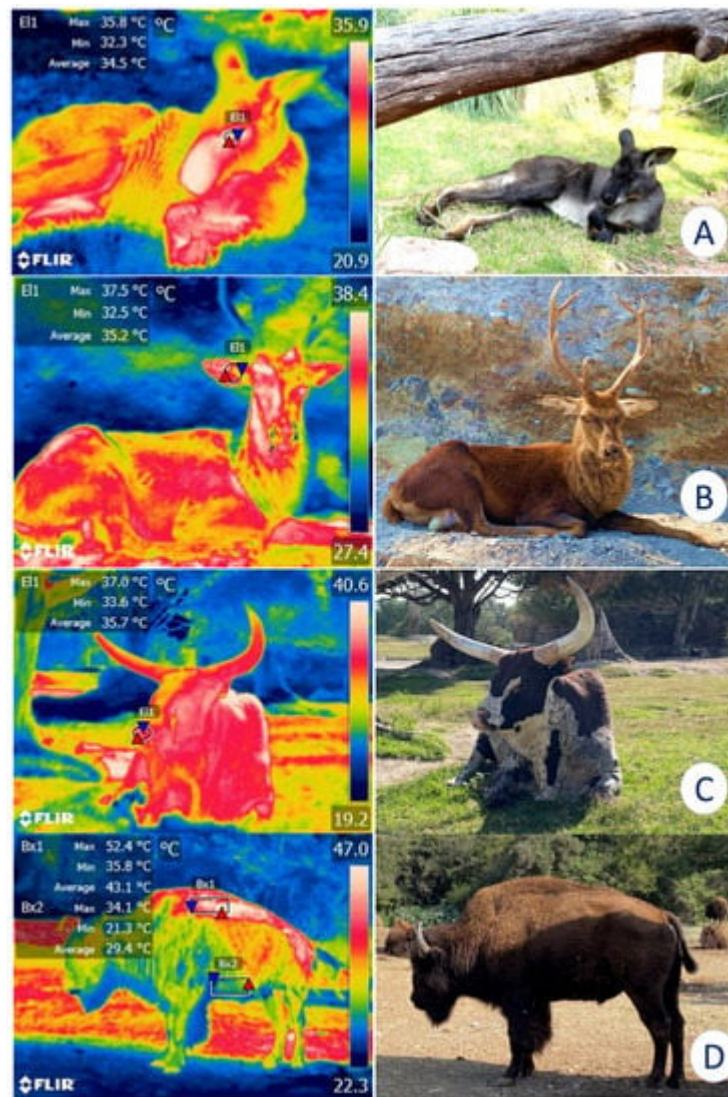 El1 Max 35.8 °C °C 35.9
Min 32.3 °C
Average 34.5 °C
El1
FLIR 20.9
A
El1 Max 37.5 °C °C 38.4
Min 32.5 °C
Average 35.2 °C
El1
FLIR 27.4
B
El1 Max 37.0 °C °C 40.6
Min 33.6 °C
Average 35.7 °C
El1
FLIR 19.2
C
Bx1 Max 52.4 °C °C 47.0
Min 35.8 °C
Average 43.1 °C
Bx2 Max 34.1 °C
Min 21.3 °C
Average 29.4 °C
Bx1
Bx2
FLIR 22.3
D